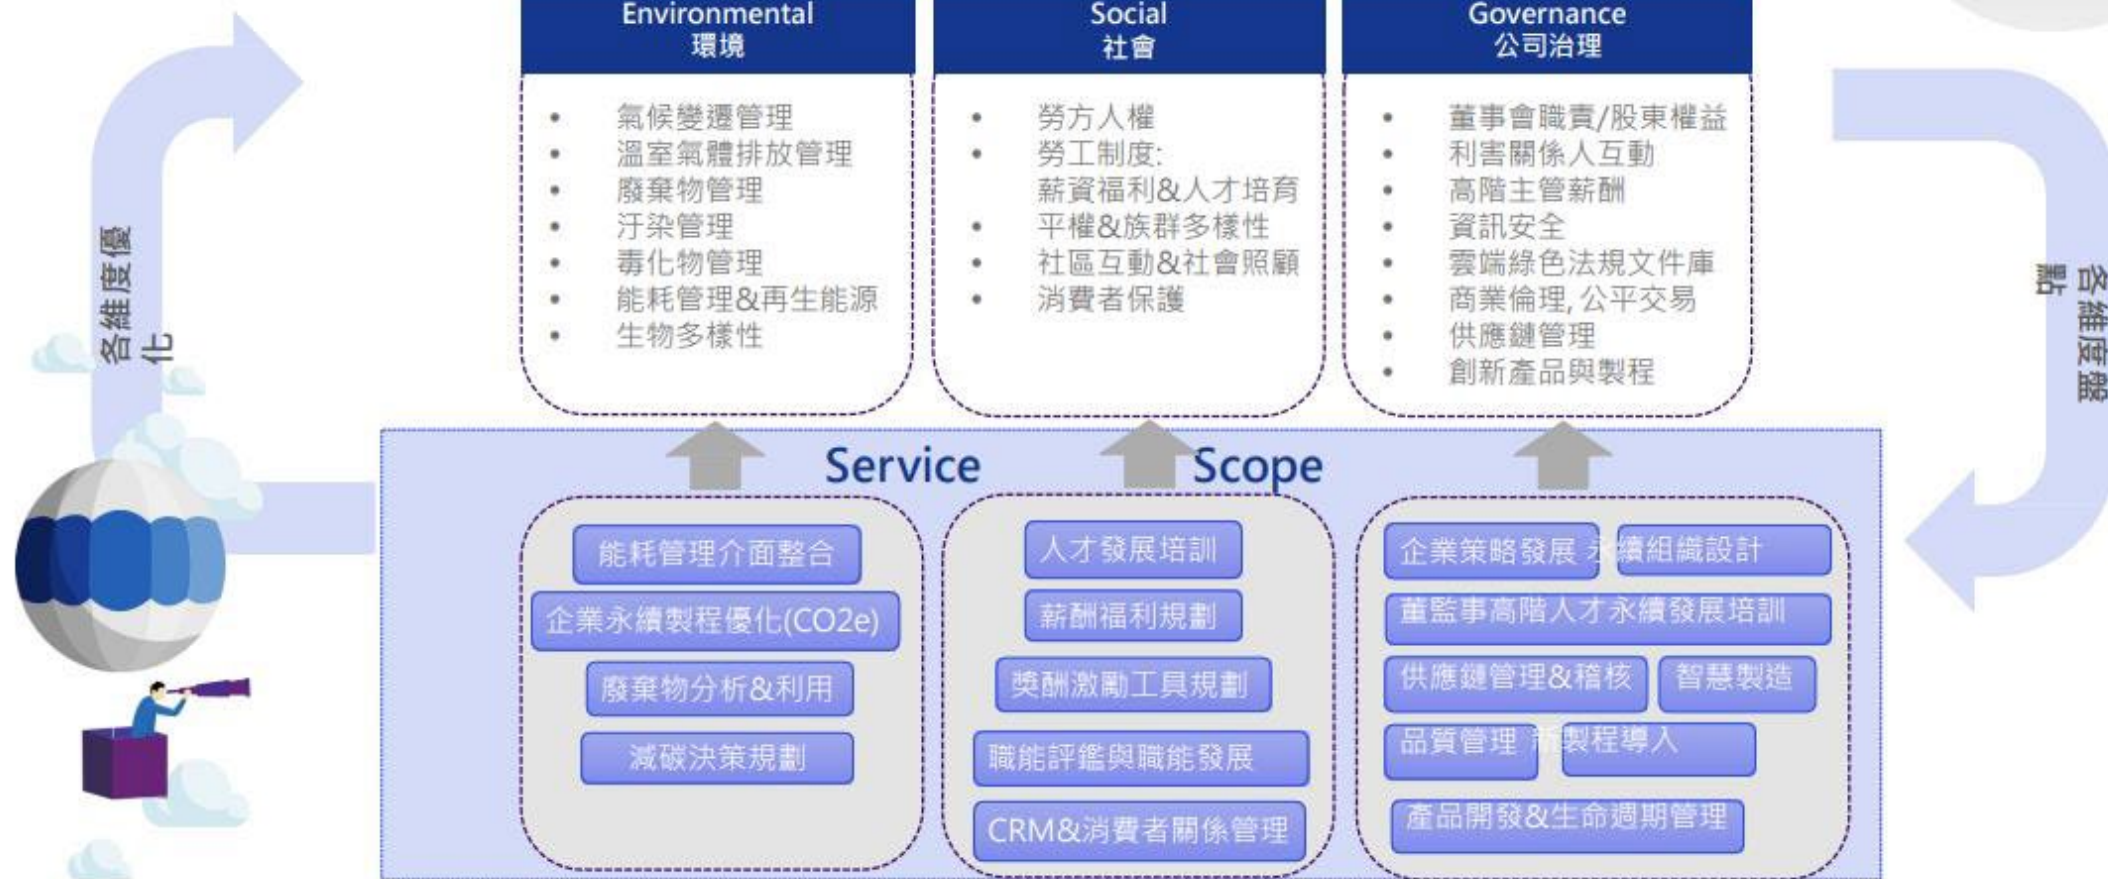 Environmental
環境
氣候變遷管理
溫室氣體排放管理
廢棄物管理
汙染管理
毒化物管理
能耗管理&再生能源
生物多樣性
Social
社會
勞方人權
勞工制度:
薪資福利&人才培育
平權&族群多樣性
社區互動&社會照顧
消費者保護
Governance
公司治理
董事會職責/股東權益
利害關係人互動
高階主管薪酬
資訊安全
雲端綠色法規文件庫
商業倫理, 公平交易
供應鏈管理
創新產品與製程
各維度優
化
各維度盤
點
Service Scope
能耗管理介面整合
企業永續製程優化(CO2e)
廢棄物分析&利用
減碳決策規劃
人才發展培訓
薪酬福利規劃
獎酬激勵工具規劃
職能評鑑與職能發展
CRM&消費者關係管理
企業策略發展 永續組織設計
董監事高階人才永續發展培訓
供應鏈管理&稽核 智慧製造
品質管理 新製程導入
產品開發&生命週期管理